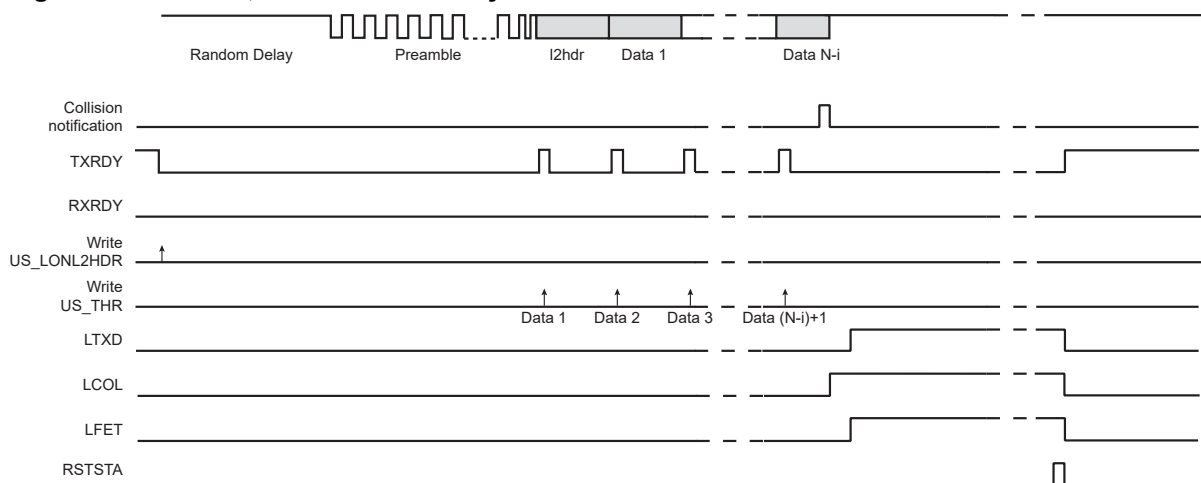 Random Delay Preamble l2hdr Data 1 Data N-i
Collision
notification
TXRDY
RXRDY
Write
US_LONL2HDR
Write
US_THR
Data 1 Data 2 Data 3 Data (N-i)+1
LTXD
LCOL
LFET
RSTSTA